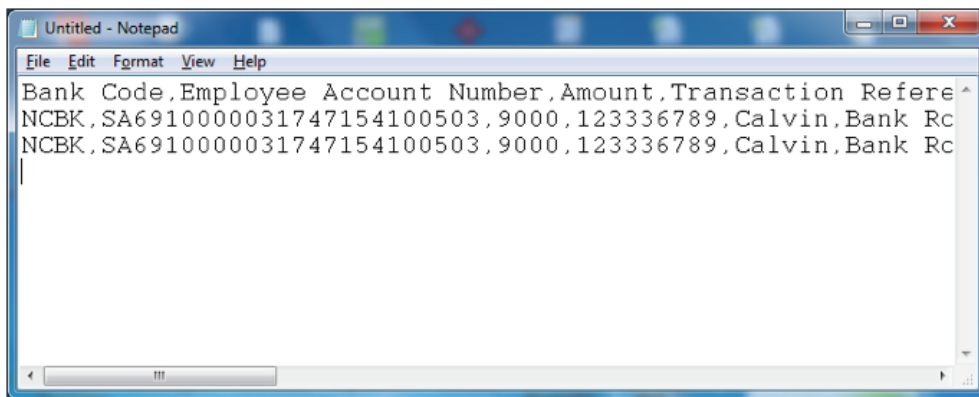 Untitled - Notepad
File Edit Format View Help
Bank Code,Employee Account Number,Amount,Transaction Refere
NCBK,SA6910000031747154100503,9000,123336789,Calvin,Bank Rc
NCBK,SA6910000031747154100503,9000,123336789,Calvin,Bank Rc